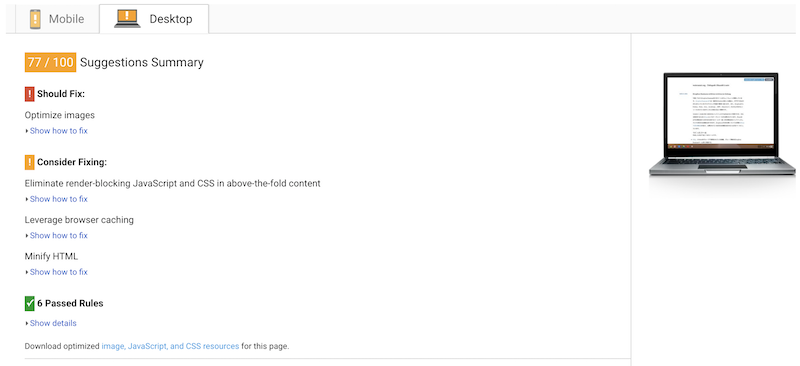 Mobile
Desktop
77 / 100 Suggestions Summary
! Should Fix:
Optimize images
Show how to fix
! Consider Fixing:
Eliminate render-blocking JavaScript and CSS in above-the-fold content
Show how to fix
Leverage browser caching
Show how to fix
Minify HTML
Show how to fix
6 Passed Rules
Show details
Download optimized image, JavaScript, and CSS resources for this page.